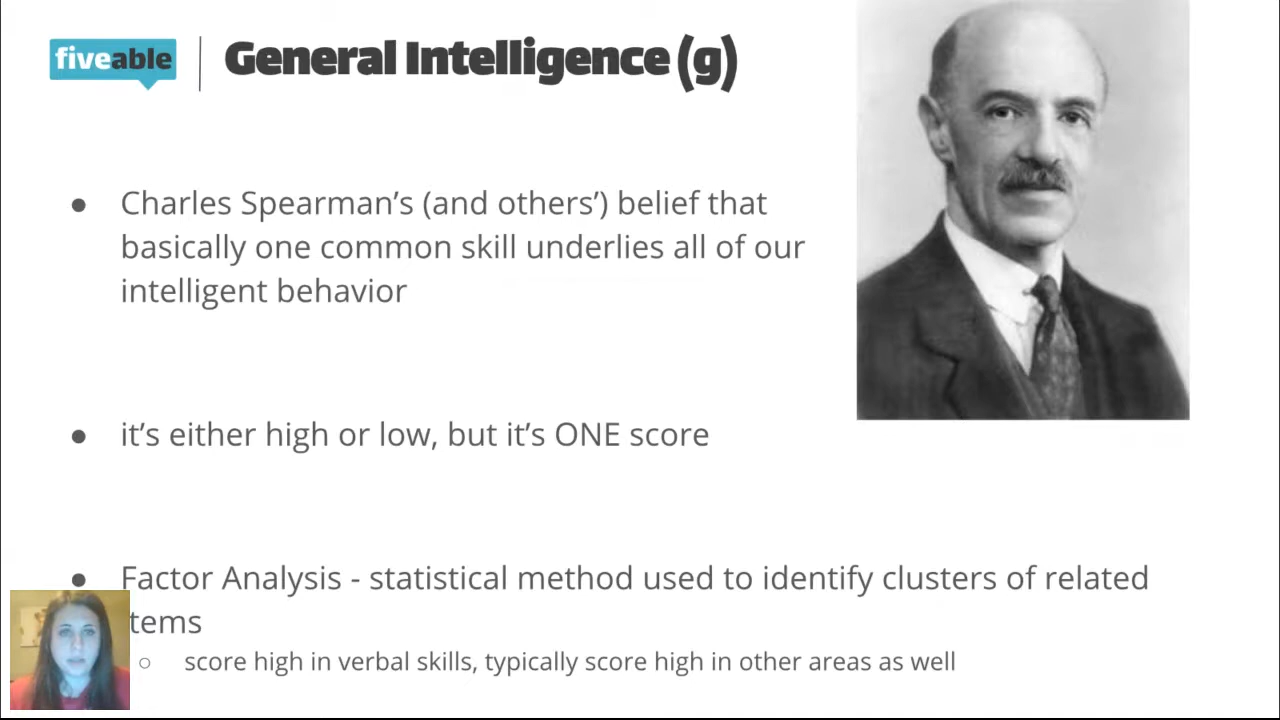 fiveable
General Intelligence (g)
● Charles Spearman’s (and others’) belief that
basically one common skill underlies all of our
intelligent behavior
● it’s either high or low, but it’s ONE score
● Factor Analysis - statistical method used to identify clusters of related
tems
○ score high in verbal skills, typically score high in other areas as well